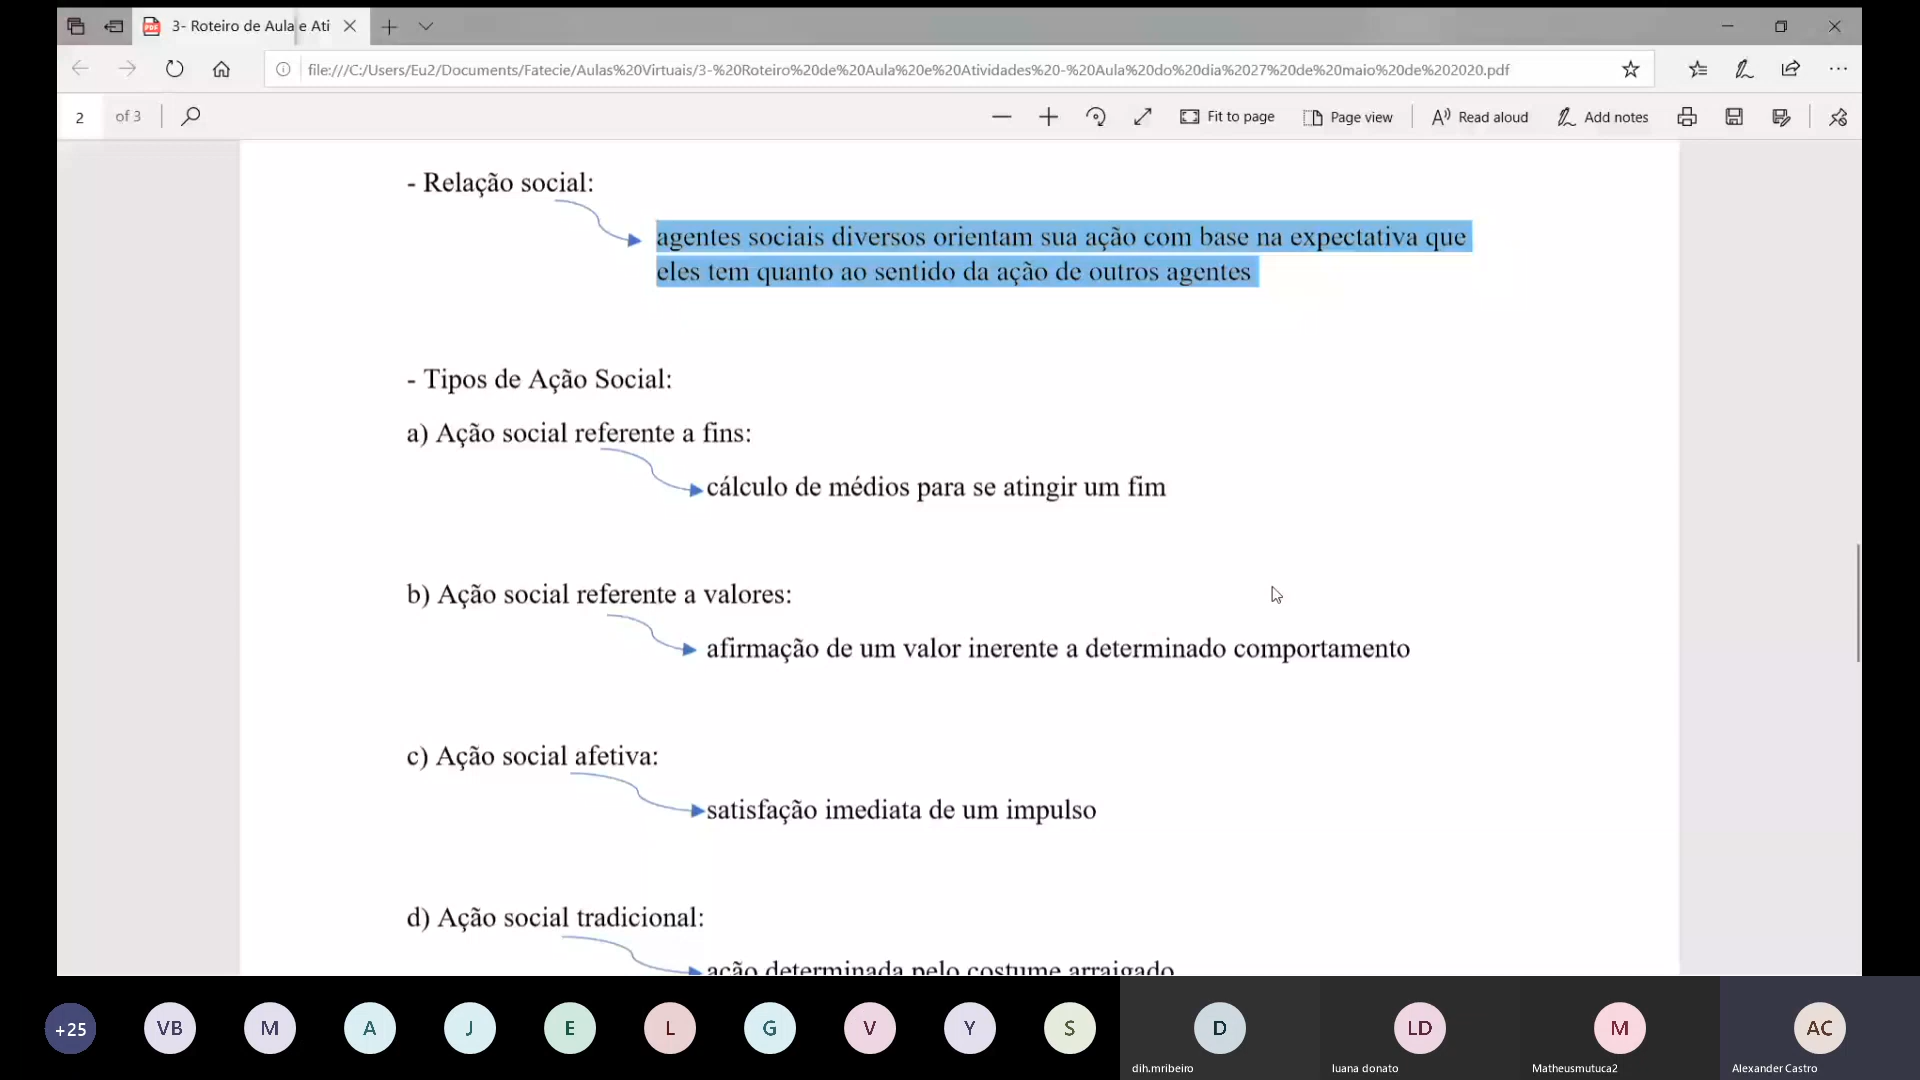 3- Roteiro de Aula e Ati
file:///C:/Users/Eu2/Documents/Fatecie/Aulas%20Virtuais/3-%20Roteiro%20de%20Aula%20e%20Atividades%20-%20Aula%20do%20dia%2027%20de%20maio%20de%202020.pdf
2 of 3 Fit to page Page view Read aloud Add notes
- Relação social:
agentes sociais diversos orientam sua ação com base na expectativa que
eles tem quanto ao sentido da ação de outros agentes
- Tipos de Ação Social:
a) Ação social referente a fins:
cálculo de médios para se atingir um fim
b) Ação social referente a valores:
afirmação de um valor inerente a determinado comportamento
c) Ação social afetiva:
satisfação imediata de um impulso
d) Ação social tradicional:
ação determinada pelo costume arraigado
+25 VB M A J E L G V Y S D LD M AC
dih.mribeiro luana donato Matheusmutuca2 Alexander Castro